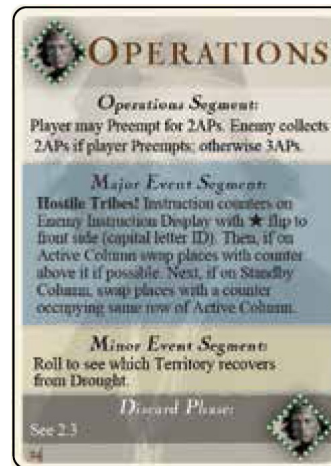 OPERATIONS
Operations Segment:
Player may Preempt for 2APs. Enemy collects
2APs if player Preempts; otherwise 3APs.
Major Event Segment:
Hostile Tribes! Instruction counters on
Enemy Instruction Display with ★ flip to
front side (capital letter ID). Then, if on
Active Column swap places with counter
above it if possible. Next, if on Standby
Column, swap places with a counter
occupying same row of Active Column.
Minor Event Segment:
Roll to see which Territory recovers
from Drought.
Discard Phase:
See 2.3